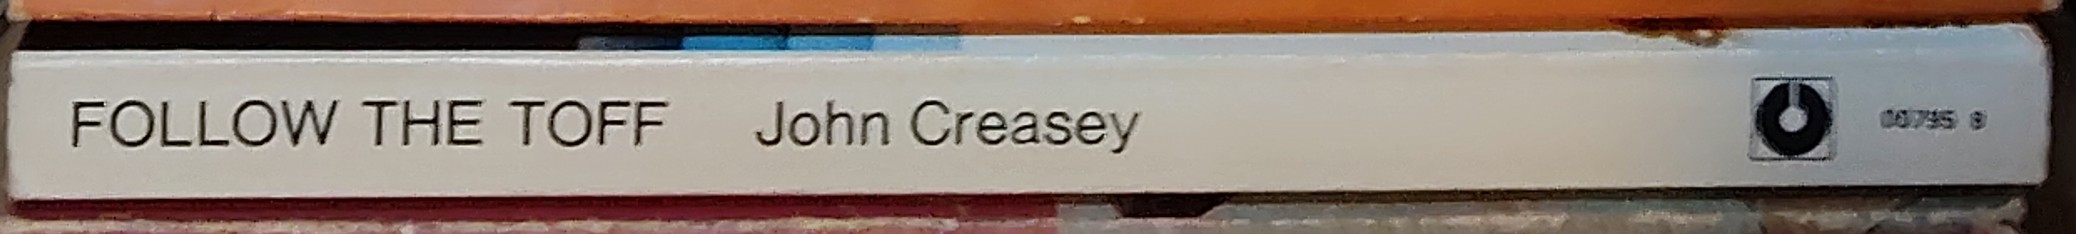 FOLLOW THE TOFF John Creasey 00795 8